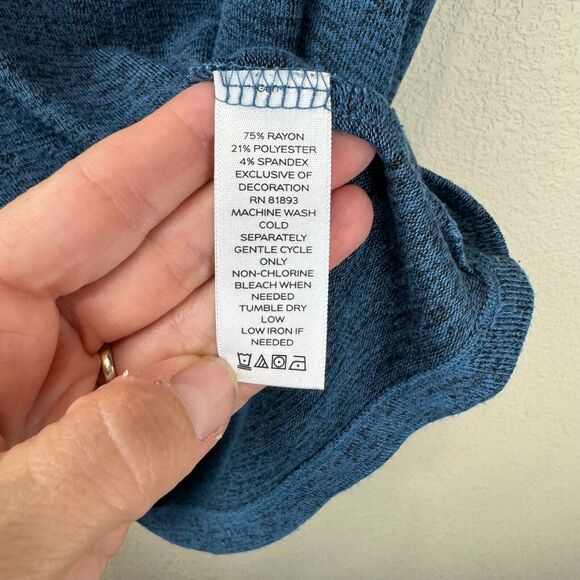 75% RAYON
21% POLYESTER
4% SPANDEX
EXCLUSIVE OF
DECORATION
RN 81893
MACHINE WASH
COLD
SEPARATELY
GENTLE CYCLE
ONLY
NON-CHLORINE
BLEACH WHEN
NEEDED
TUMBLE DRY
LOW
LOW IRON IF
NEEDED